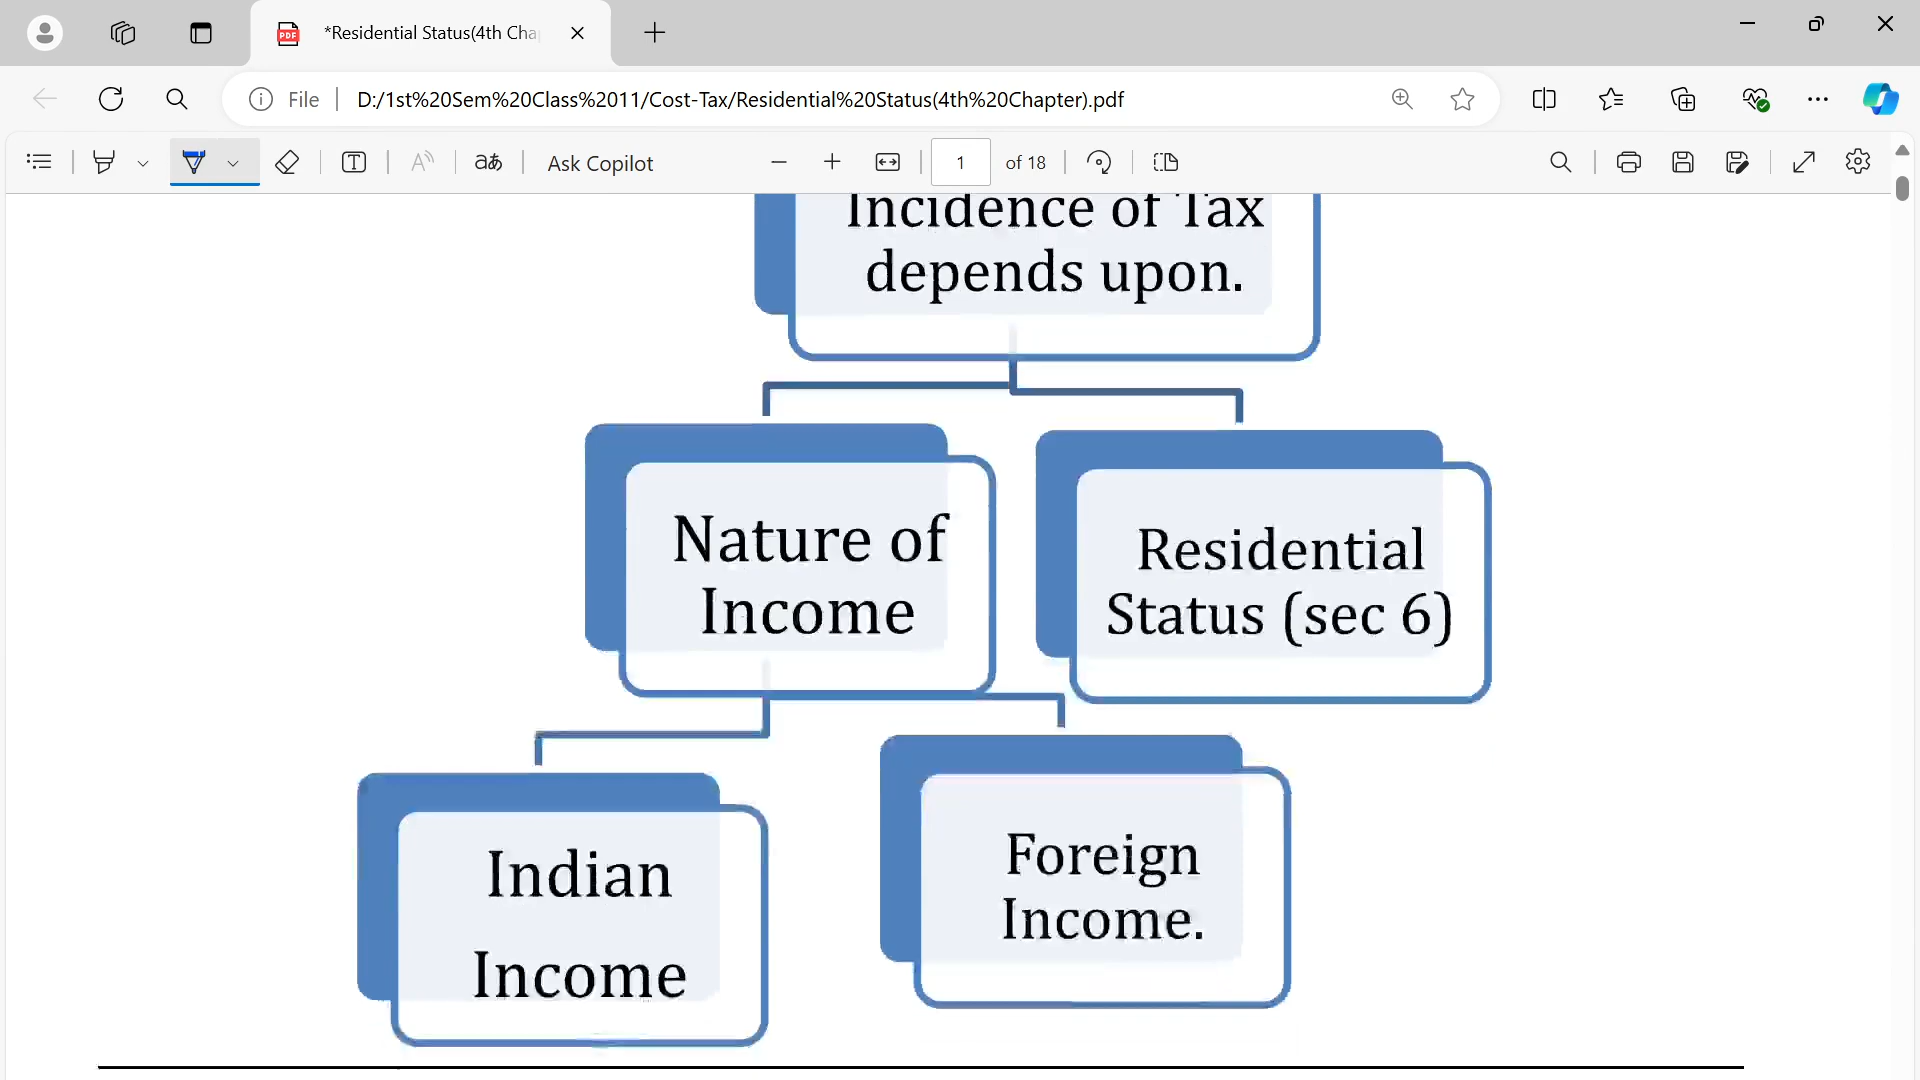 *Residential Status(4th Cha
File
D:/1st%20Sem%20Class%2011/Cost-Tax/Residential%20Status(4th%20Chapter).pdf
Ask Copilot
1
of 18
Incidence of Tax
depends upon.
Nature of
Income
Residential
Status (sec 6)
Indian
Income
Foreign
Income.